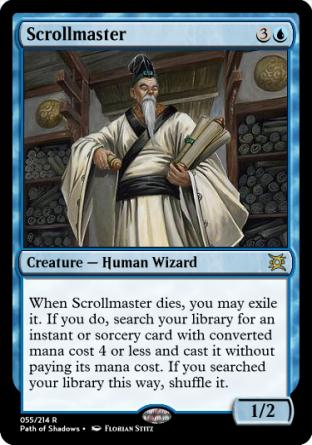 Scrollmaster 3
Creature — Human Wizard
When Scrollmaster dies, you may exile
it. If you do, search your library for an
instant or sorcery card with converted
mana cost 4 or less and cast it without
paying its mana cost. If you searched
your library this way, shuffle it.
1/2
055/214 R
Path of Shadows • Florian Stitz